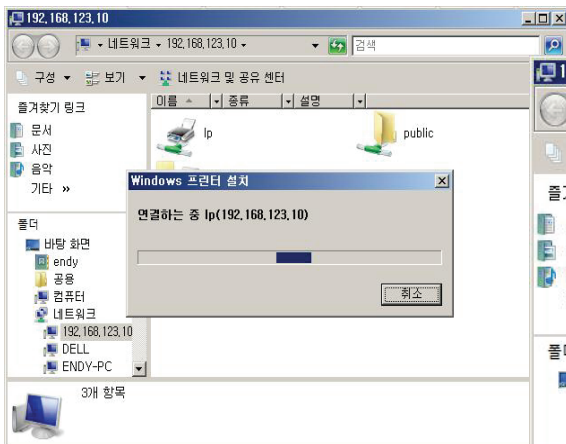 192,168,123,10
네트워크 192,168,123,10 검색
구성 보기 네트워크 및 공유 센터
즐겨찾기 링크
문서
사진
음악
기타 »
이름 종류 설명
lp
public
Windows 프린터 설치
연결하는 중 lp(192,168,123,10)
취소
폴더
바탕 화면
endy
공용
컴퓨터
네트워크
192,168,123,10
DELL
ENDY-PC
3개 항목